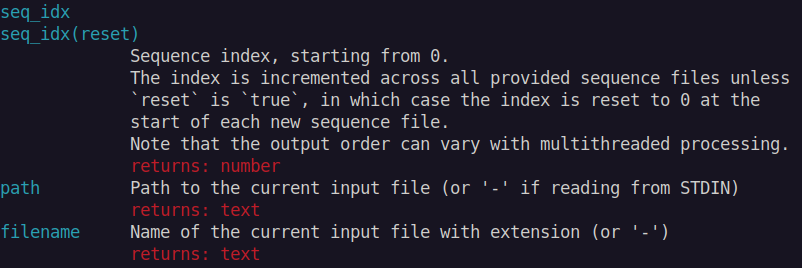 seq_idx
seq_idx(reset)
Sequence index, starting from 0.
The index is incremented across all provided sequence files unless
`reset` is `true`, in which case the index is reset to 0 at the
start of each new sequence file.
Note that the output order can vary with multithreaded processing.
returns: number
path Path to the current input file (or '-' if reading from STDIN)
returns: text
filename Name of the current input file with extension (or '-')
returns: text